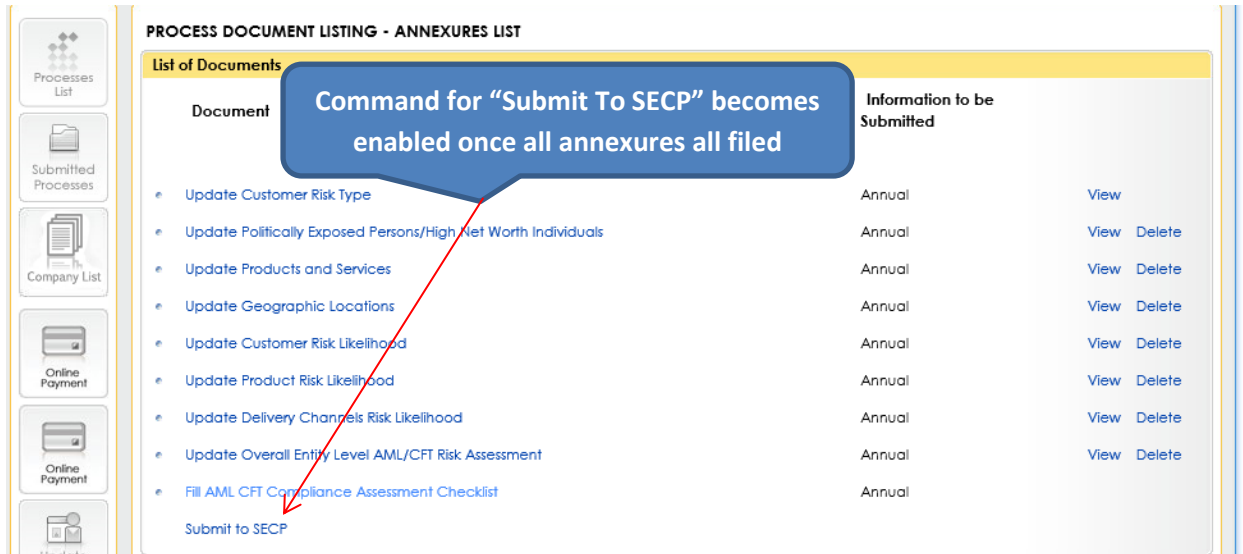 PROCESS DOCUMENT LISTING - ANNEXURES LIST
List of Documents
Document
Information to be
Submitted
Command for “Submit To SECP” becomes
enabled once all annexures all filed
Update Customer Risk Type Annual View
Update Politically Exposed Persons/High Net Worth Individuals Annual View Delete
Update Products and Services Annual View Delete
Update Geographic Locations Annual View Delete
Update Customer Risk Likelihood Annual View Delete
Update Product Risk Likelihood Annual View Delete
Update Delivery Channels Risk Likelihood Annual View Delete
Update Overall Entity Level AML/CFT Risk Assessment Annual View Delete
Fill AML CFT Compliance Assessment Checklist Annual
Submit to SECP
Processes
List
Submitted
Processes
Company List
Online
Payment
Online
Payment